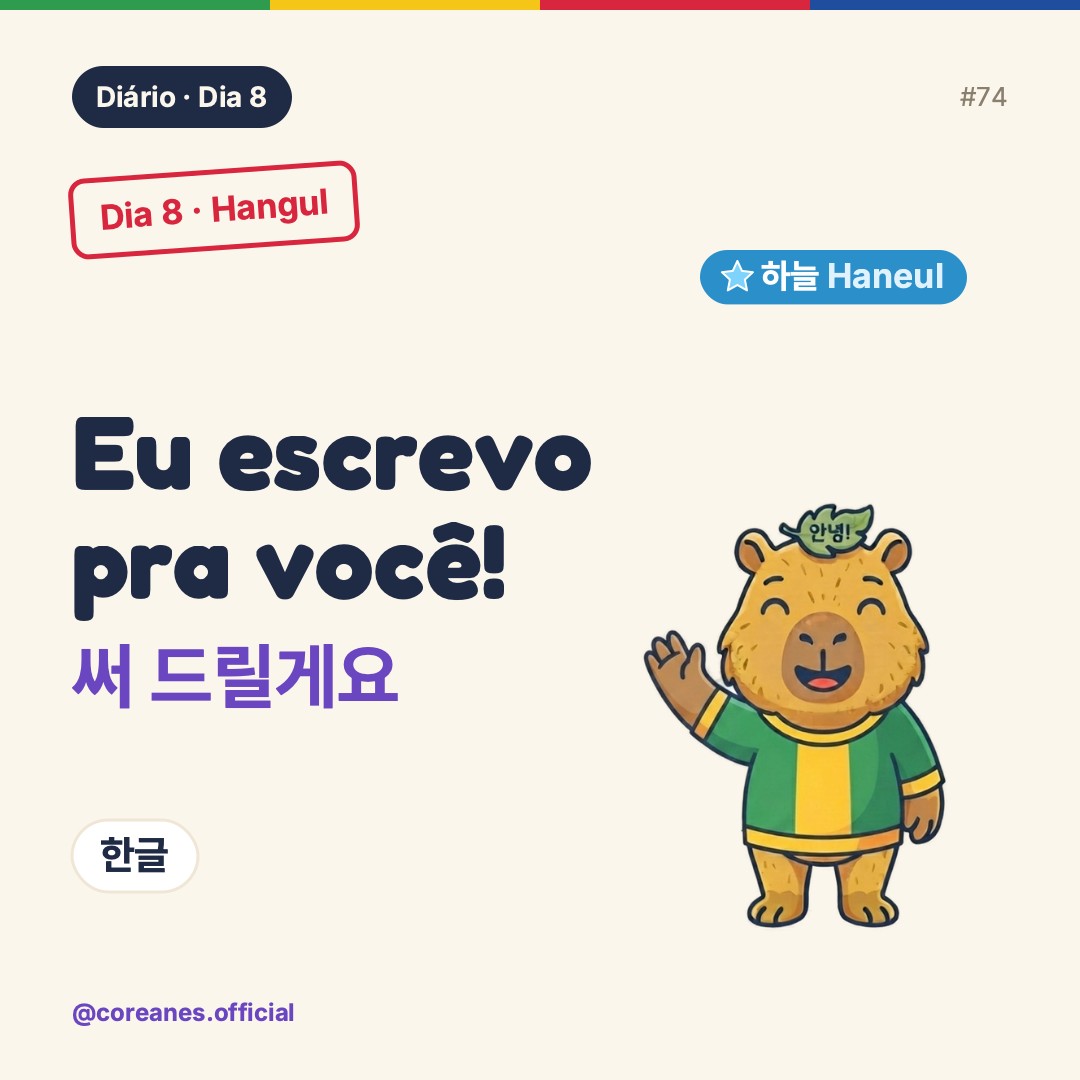 Diário · Dia 8
#74
Dia 8 · Hangul
하늘 Haneul
Eu escrevo
pra você!
써 드릴게요
안녕!
한글
@coreanes.official